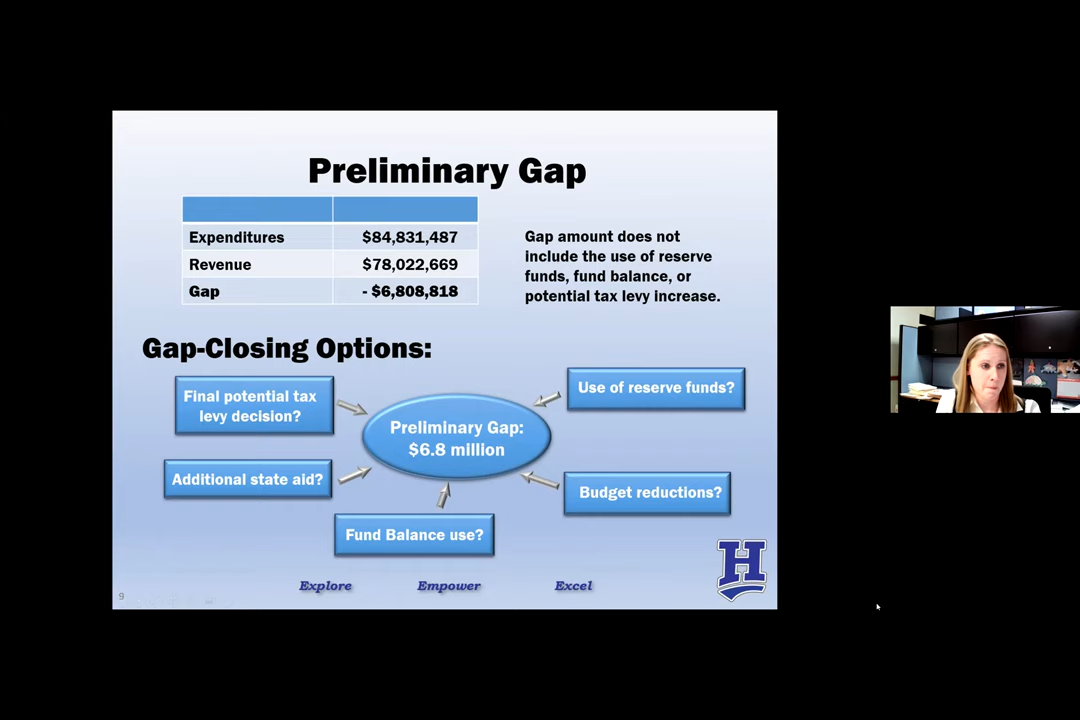 Preliminary Gap
Expenditures $84,831,487
Revenue $78,022,669
Gap - $6,808,818
Gap amount does not
include the use of reserve
funds, fund balance, or
potential tax levy increase.
Gap-Closing Options:
Final potential tax
levy decision?
Use of reserve funds?
Preliminary Gap:
$6.8 million
Additional state aid?
Budget reductions?
Fund Balance use?
Explore Empower Excel
H
9